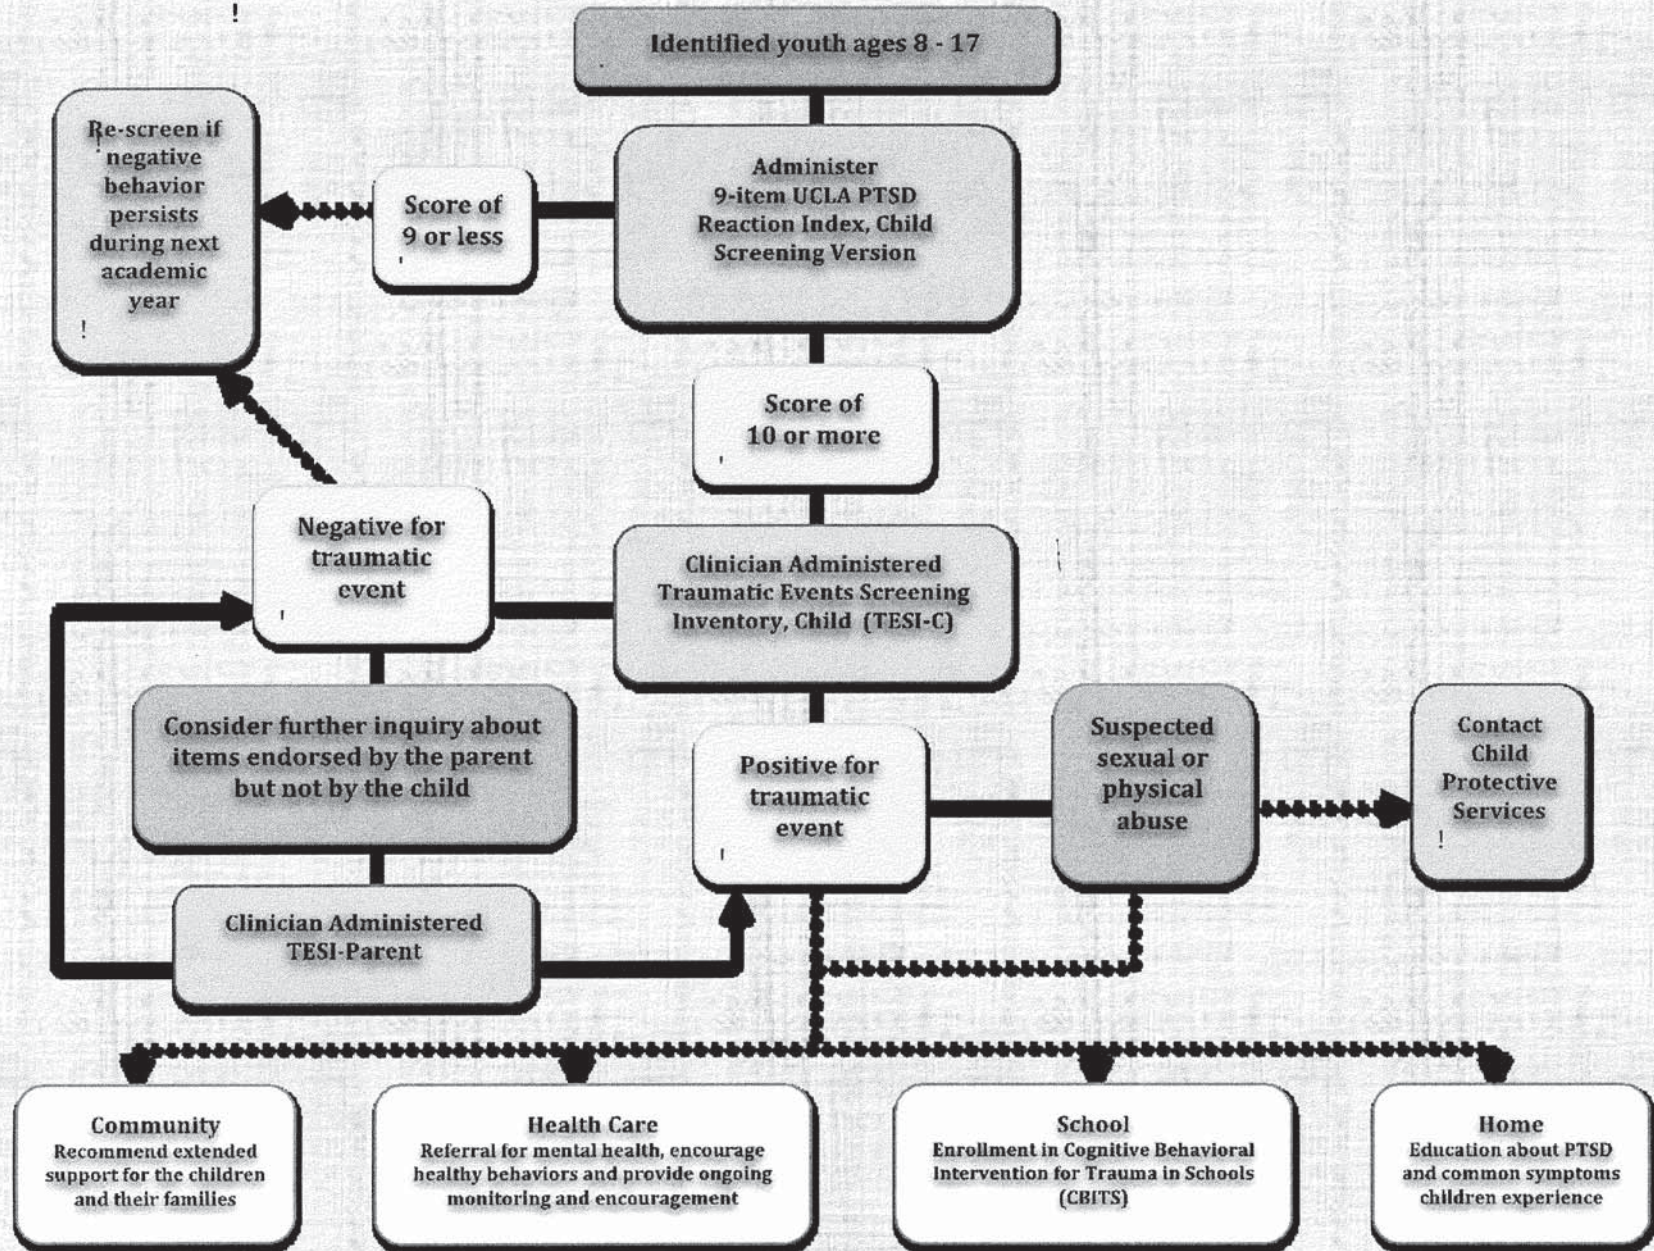 Identified youth ages 8 - 17
Re-screen if
negative
behavior
persists
during next
academic
year
Score of
9 or less
Administer
9-item UCLA PTSD
Reaction Index, Child
Screening Version
Score of
10 or more
Negative for
traumatic
event
Clinician Administered
Traumatic Events Screening
Inventory, Child (TESI-C)
Consider further inquiry about
items endorsed by the parent
but not by the child
Positive for
traumatic
event
Suspected
sexual or
physical
abuse
Contact
Child
Protective
Services
Clinician Administered
TESI-Parent
Community
Recommend extended
support for the children
and their families
Health Care
Referral for mental health, encourage
healthy behaviors and provide ongoing
monitoring and encouragement
School
Enrollment in Cognitive Behavioral
Intervention for Trauma in Schools
(CBITS)
Home
Education about PTSD
and common symptoms
children experience